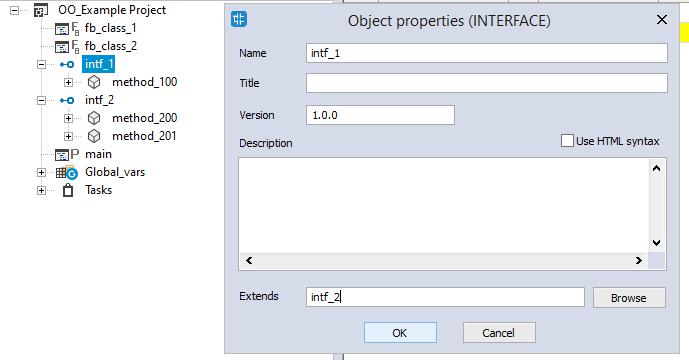 OO_Example Project
fb_class_1
fb_class_2
intf_1
method_100
intf_2
method_200
method_201
main
Global_vars
Tasks
Object properties (INTERFACE)
Name
intf_1
Title
Version
1.0.0
Description
Use HTML syntax
Extends
intf_2
Browse
OK
Cancel